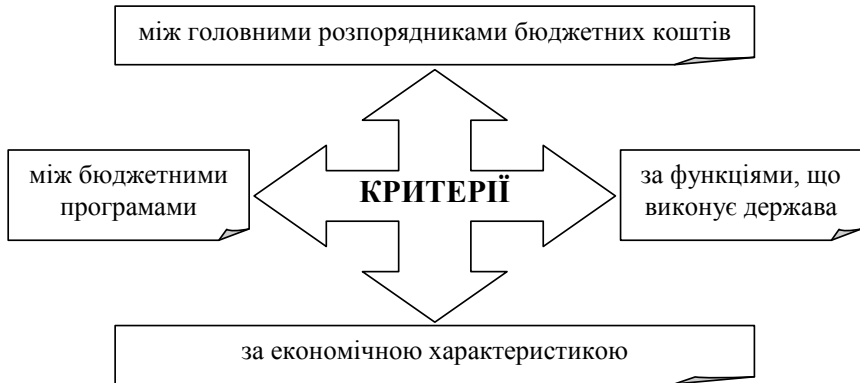 між головними розпорядниками бюджетних коштів
між бюджетними
програмами
КРИТЕРІЇ
за функціями, що
виконує держава
за економічною характеристикою